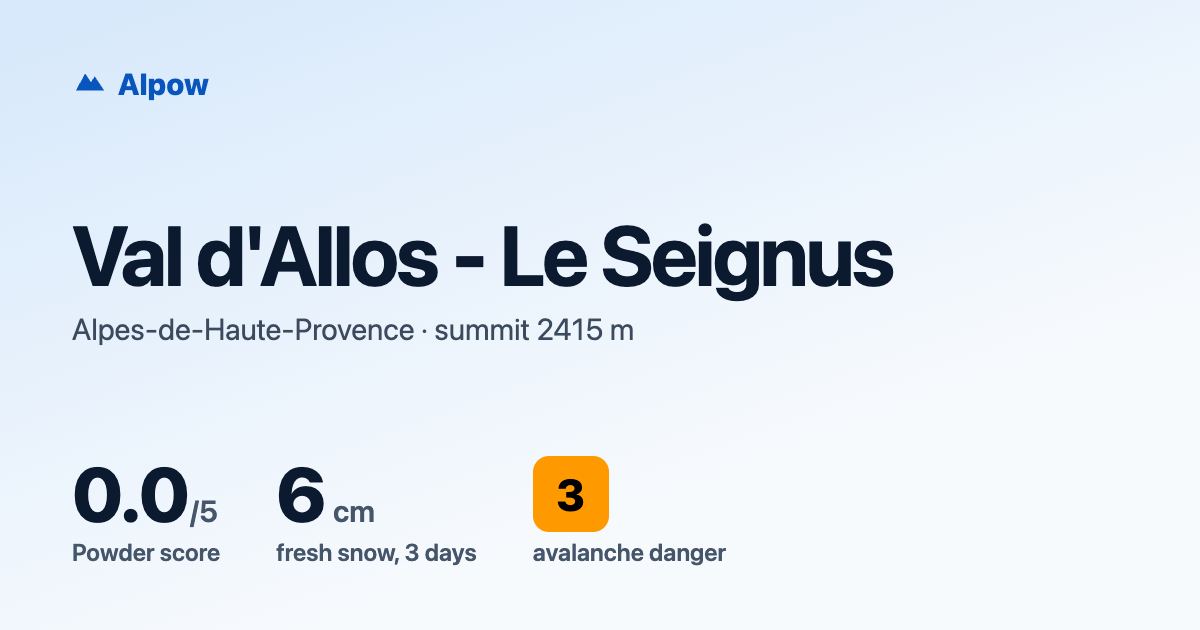 Alpow
Val d'Allos - Le Seignus
Alpes-de-Haute-Provence · summit 2415 m
0.0/5 6 cm 3
Powder score fresh snow, 3 days avalanche danger